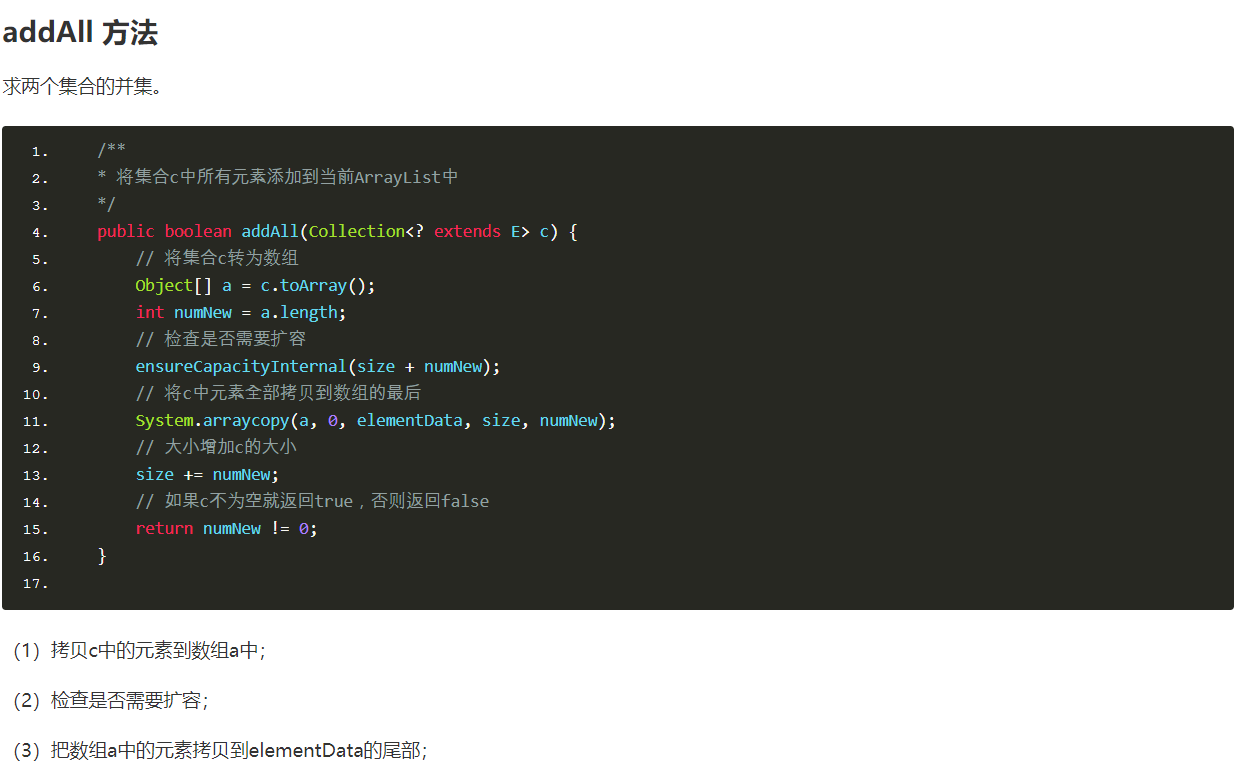 addAll 方法
求两个集合的并集。
1. /**
2. * 将集合c中所有元素添加到当前ArrayList中
3. */
4. public boolean addAll(Collection<? extends E> c) {
5. // 将集合c转为数组
6. Object[] a = c.toArray();
7. int numNew = a.length;
8. // 检查是否需要扩容
9. ensureCapacityInternal(size + numNew);
10. // 将c中元素全部拷贝到数组的最后
11. System.arraycopy(a, 0, elementData, size, numNew);
12. // 大小增加c的大小
13. size += numNew;
14. // 如果c不为空就返回true，否则返回false
15. return numNew != 0;
16. }
17.
（1）拷贝c中的元素到数组a中；
（2）检查是否需要扩容；
（3）把数组a中的元素拷贝到elementData的尾部；